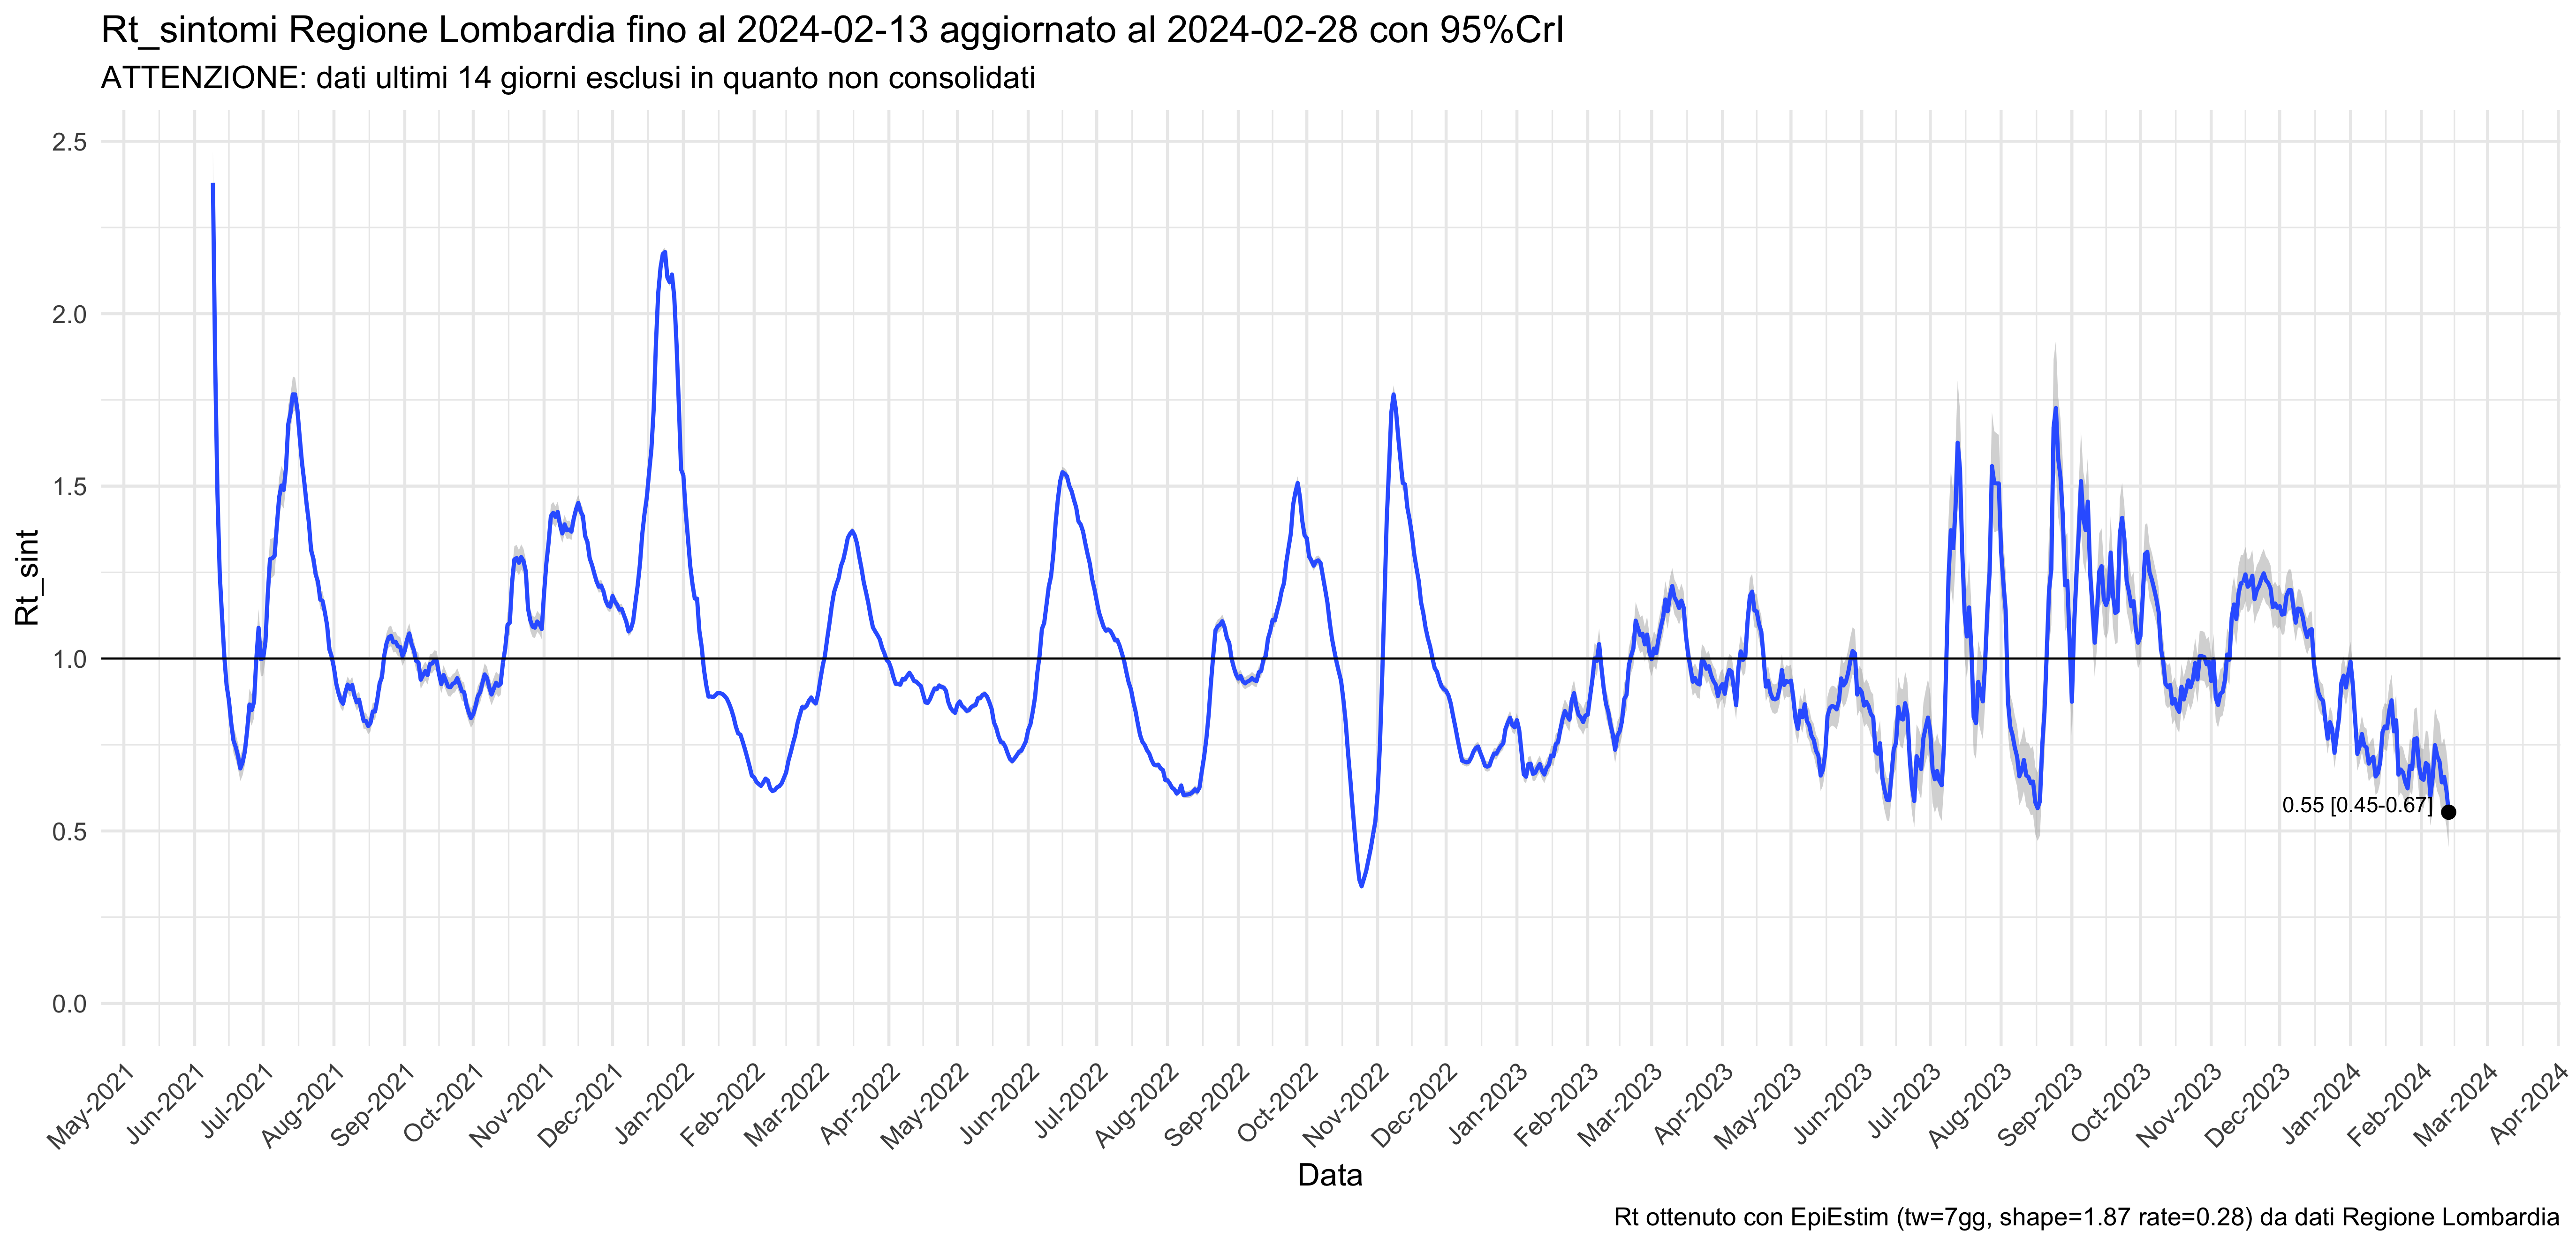 Rt_sintomi Regione Lombardia fino al 2024-02-13 aggiornato al 2024-02-28 con 95%CrI
ATTENZIONE: dati ultimi 14 giorni esclusi in quanto non consolidati
Rt_sint
2.5
2.0
1.5
1.0
0.5
0.0
0.55 [0.45-0.67]
May-2021
Jun-2021
Jul-2021
Aug-2021
Sep-2021
Oct-2021
Nov-2021
Dec-2021
Jan-2022
Feb-2022
Mar-2022
Apr-2022
May-2022
Jun-2022
Jul-2022
Aug-2022
Sep-2022
Oct-2022
Nov-2022
Dec-2022
Jan-2023
Feb-2023
Mar-2023
Apr-2023
May-2023
Jun-2023
Jul-2023
Aug-2023
Sep-2023
Oct-2023
Nov-2023
Dec-2023
Jan-2024
Feb-2024
Mar-2024
Apr-2024
Data
Rt ottenuto con EpiEstim (tw=7gg, shape=1.87 rate=0.28) da dati Regione Lombardia